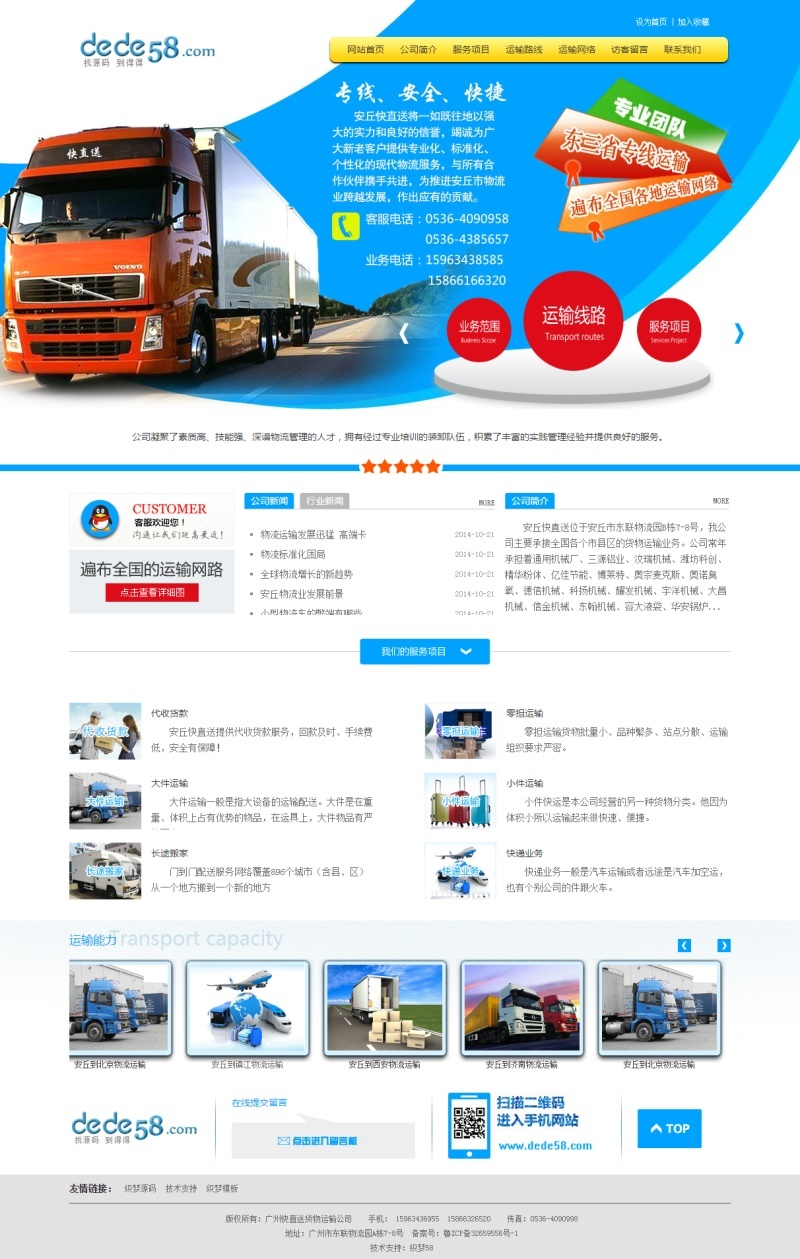 设为首页 | 加入收藏
dede58.com
找源码 到得得
网站首页 公司简介 服务项目 运输路线 运输网络 访客留言 联系我们
专线、安全、快捷
安丘快直送将一如既往地以强
大的实力和良好的信誉，竭诚为广
大新老客户提供专业化、标准化、
个性化的现代物流服务，与所有合
作伙伴携手共进，为推进安丘市物流
业跨越发展，作出应有的贡献。
客服电话：0536-4090958
0536-4385657
业务电话：15963438585
15866166320
专业团队
东三省专线运输
遍布全国各地运输网络
快直送
VOLVO
业务范围
Business Scope
运输线路
Transport routes
服务项目
Services Project
公司凝聚了素质高、技能强、深谙物流管理的人才，拥有经过专业培训的装卸队伍，积累了丰富的实践管理经验并提供良好的服务。
CUSTOMER
客服欢迎您！
沟通让我们距离最近！
遍布全国的运输网路
点击查看详细图
公司新闻 行业新闻 MORE
物流运输发展迅猛 高端卡 2014-10-21
物流标准化困局 2014-10-21
全球物流增长的新趋势 2014-10-21
安丘物流业发展前景 2014-10-21
小型物流车的弊端有哪些 2014-10-21
公司简介 MORE
安丘快直送位于安丘市东联物流园B栋7-8号，我公
司主要承接全国各个市县区的货物运输业务。公司常年
承担着通用机械厂、三源铝业、汶瑞机械、潍坊科创、
精华粉体、亿佳节能、博莱特、奥宗麦克斯、奥诺奥
氧、德信机械、科扬机械、耀发机械、宇洋机械、大昌
机械、信金机械、东翰机械、容大液袋、华安锅炉...
我们的服务项目
代收货款
代收货款
安丘快直送提供代收货款服务，回款及时、手续费
低，安全有保障！
零担运输车
零担运输
零担运输货物批量小、品种繁多、站点分散、运输
组织要求严密。
大件运输
大件运输
大件运输一般是指大设备的运输配送。大件是在重
量、体积上占有优势的物品，在运具上，大件物品有严
小件运输
小件运输
小件快运是本公司经营的另一种货物分类。他因为
体积小所以运输起来很快速、便捷。
长途搬家
长途搬家
门到门配送服务网络覆盖896个城市（含县、区）
从一个地方搬到一个新的地方
快递业务
快递业务
快递业务一般是汽车运输或者远途是汽车加空运，
也有个别公司的件跟火车。
运输能力
Transport capacity
安丘到北京物流运输
安丘到镇江物流运输
安丘到西安物流运输
安丘到济南物流运输
安丘到北京物流运输
dede58.com
找源码 到得得
在线提交留言
点击进入留言板
扫描二维码
进入手机网站
www.dede58.com
TOP
友情链接： 织梦源码 技术支持 织梦模板
版权所有：广州快直送货物运输公司 手机： 15963436955 15866326520 传真：0536-4090998
地址：广州市东联物流园A栋7-6号 备案号：鲁ICP备32659556号-1
技术支持：织梦58